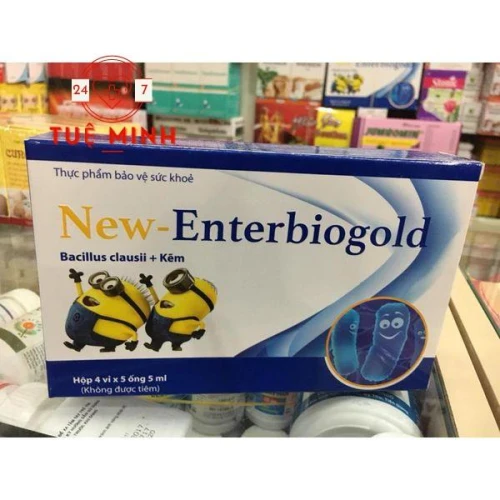 24 7
TUỆ MINH
Thực phẩm bảo vệ sức khoẻ
New-Enterbiogold
Bacillus clausii + Kẽm
Hộp 4 vỉ x 5 ống 5 ml
(Không được tiêm)